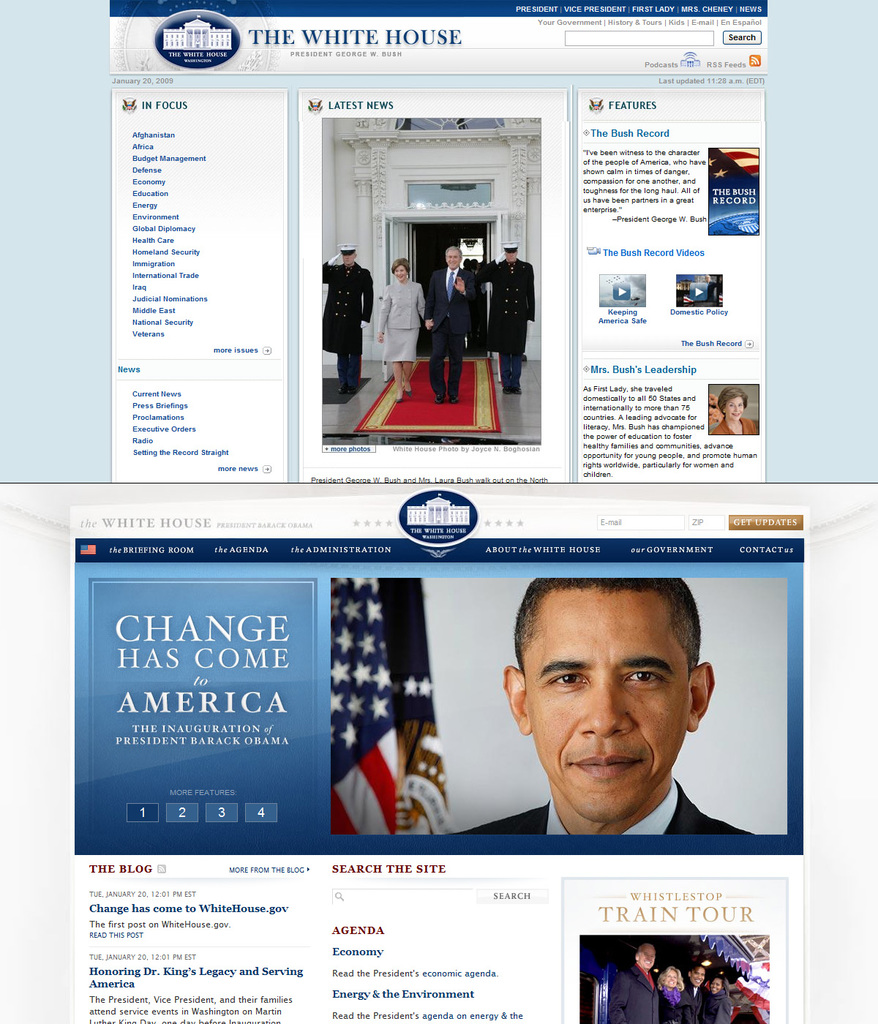 PRESIDENT | VICE PRESIDENT | FIRST LADY | MRS. CHENEY | NEWS
Your Government | History & Tours | Kids | E-mail | En Español
THE WHITE HOUSE
WASHINGTON
THE WHITE HOUSE
PRESIDENT GEORGE W. BUSH
Search
Podcasts
RSS Feeds
January 20, 2009
Last updated 11:28 a.m. (EDT)
IN FOCUS
Afghanistan
Africa
Budget Management
Defense
Economy
Education
Energy
Environment
Global Diplomacy
Health Care
Homeland Security
Immigration
International Trade
Iraq
Judicial Nominations
Middle East
National Security
Veterans
more issues
News
Current News
Press Briefings
Proclamations
Executive Orders
Radio
Setting the Record Straight
more news
LATEST NEWS
+ more photos
White House Photo by Joyce N. Boghosian
President George W. Bush and Mrs. Laura Bush walk out on the North
FEATURES
The Bush Record
"I've been witness to the character
of the people of America, who have
shown calm in times of danger,
compassion for one another, and
toughness for the long haul. All of
us have been partners in a great
enterprise."
--President George W. Bush
THE BUSH
RECORD
The Bush Record Videos
Keeping
America Safe
Domestic Policy
The Bush Record
Mrs. Bush's Leadership
As First Lady, she traveled
domestically to all 50 States and
internationally to more than 75
countries. A leading advocate for
literacy, Mrs. Bush has championed
the power of education to foster
healthy families and communities, advance
opportunity for young people, and promote human
rights worldwide, particularly for women and
children.
the WHITE HOUSE PRESIDENT BARACK OBAMA
THE WHITE HOUSE
WASHINGTON
E-mail
ZIP
GET UPDATES
the BRIEFING ROOM
the AGENDA
the ADMINISTRATION
ABOUT the WHITE HOUSE
our GOVERNMENT
CONTACT us
CHANGE
HAS COME
to
AMERICA
THE INAUGURATION of
PRESIDENT BARACK OBAMA
MORE FEATURES:
1 2 3 4
THE BLOG
MORE FROM THE BLOG
TUE, JANUARY 20, 12:01 PM EST
Change has come to WhiteHouse.gov
The first post on WhiteHouse.gov.
READ THIS POST
TUE, JANUARY 20, 12:01 PM EST
Honoring Dr. King's Legacy and Serving
America
The President, Vice President, and their families
attend service events in Washington on Martin
Luther King Day, one day before Inauguration
SEARCH THE SITE
SEARCH
AGENDA
Economy
Read the President's economic agenda.
Energy & the Environment
Read the President's agenda on energy & the
WHISTLESTOP
TRAIN TOUR